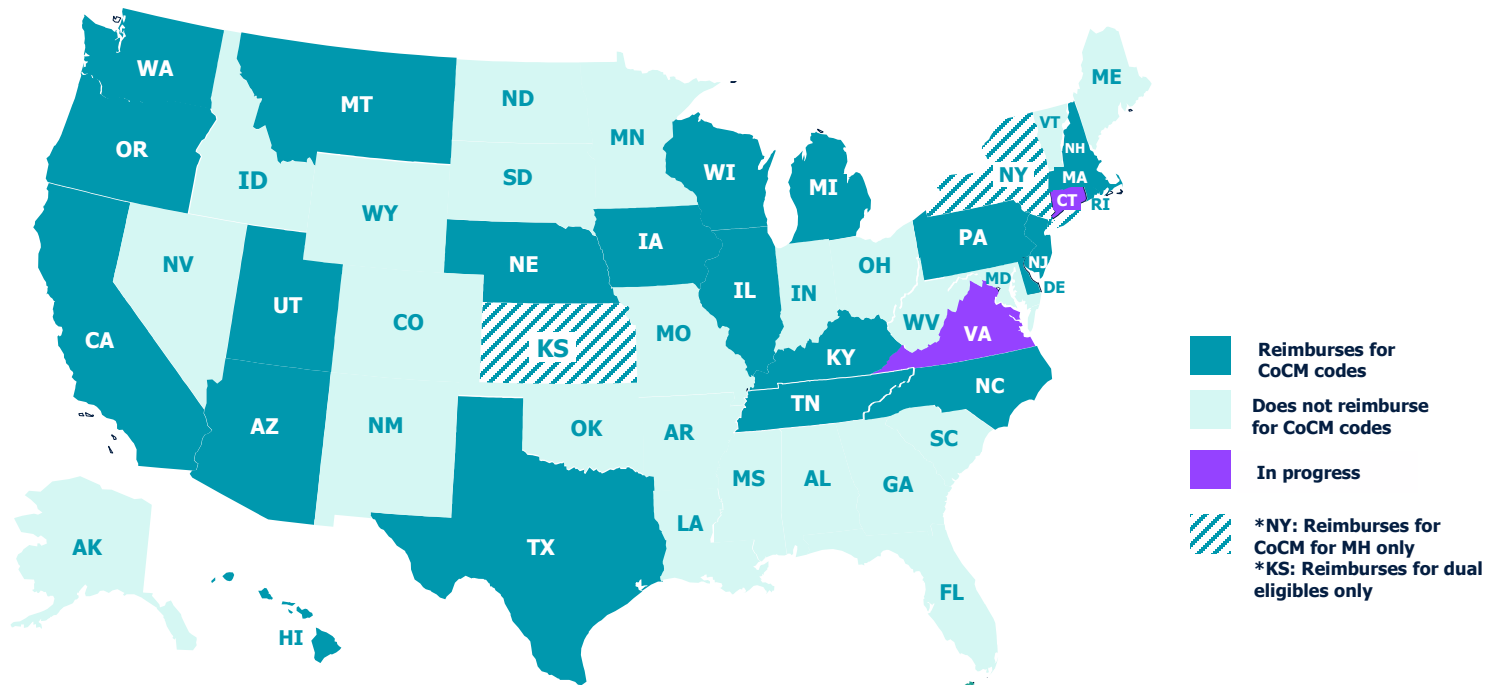 WA
MT
ND
MN
ME
VT
NH
OR
ID
SD
WI
MI
NY
MA
CT
RI
WY
IA
PA
NV
NE
OH
NJ
UT
CO
IL
IN
MD
DE
CA
KS
MO
WV
VA
KY
AZ
NM
OK
AR
TN
NC
SC
MS
AL
GA
LA
TX
AK
HI
FL
Reimburses for
CoCM codes
Does not reimburse
for CoCM codes
In progress
*NY: Reimburses for
CoCM for MH only
*KS: Reimburses for dual
eligibles only